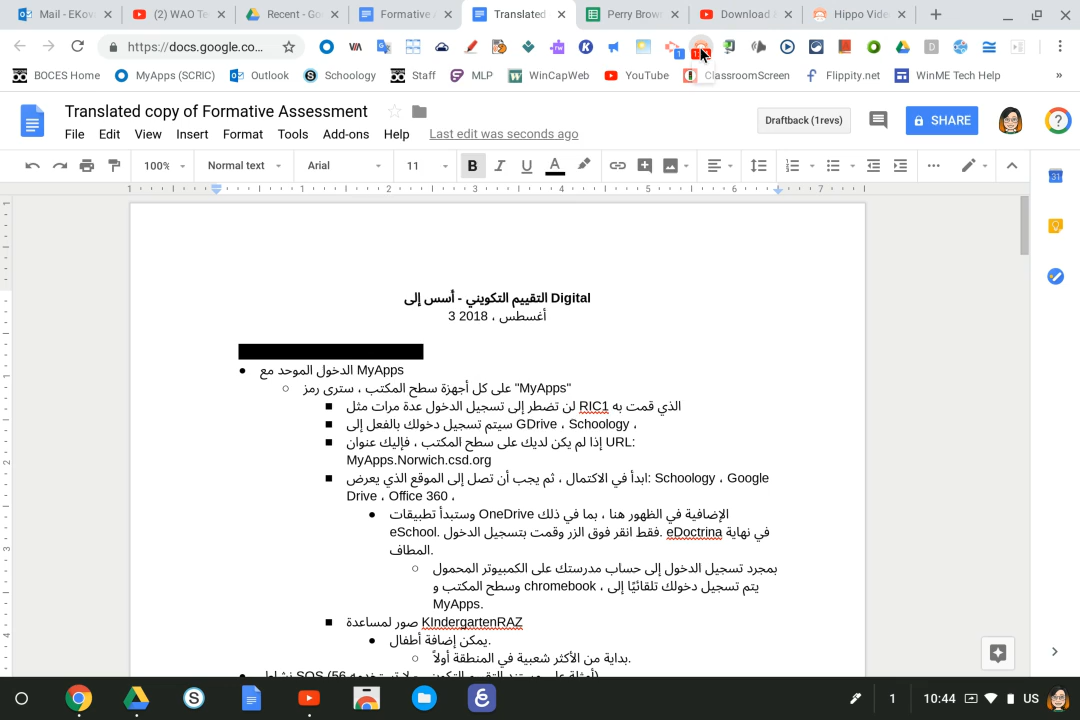 Mail - EKov
(2) WAO Te
Recent - Go
Formative A
Translated
Perry Brown
Download A
Hippo Vide
https://docs.google.co...
BOCES Home
MyApps (SCRIC)
Outlook
Schoology
Staff
MLP
WinCapWeb
YouTube
ClassroomScreen
Flippity.net
WinME Tech Help
»
Translated copy of Formative Assessment
Draftback (1revs)
SHARE
File Edit View Insert Format Tools Add-ons Help Last edit was seconds ago
100% Normal text Arial 11 B I U A
التقييم التكويني - أسس إلى Digital
3 أغسطس ، 2018
● الدخول الموحد مع MyApps
○ على كل أجهزة سطح المكتب ، سترى رمز "MyApps"
■ لن تضطر إلى تسجيل الدخول عدة مرات مثل RIC1 الذي قمت به
■ سيتم تسجيل دخولك بالفعل إلى GDrive ، Schoology ،
■ إذا لم يكن لديك على سطح المكتب ، فإليك عنوان URL:
MyApps.Norwich.csd.org
■ ابدأ في الاكتمال ، ثم يجب أن تصل إلى الموقع الذي يعرض: Schoology ، Google
Drive ، Office 360 ،
● وستبدأ تطبيقات OneDrive الإضافية في الظهور هنا ، بما في ذلك
eSchool. فقط انقر فوق الزر وقمت بتسجيل الدخول. eDoctrina في نهاية
المطاف.
○ بمجرد تسجيل الدخول إلى حساب مدرستك على الكمبيوتر المحمول
وسطح المكتب و chromebook ، يتم تسجيل دخولك تلقائيًا إلى
MyApps.
■ صور لمساعدة KIndergartenRAZ
● يمكن إضافة أطفال.
○ بداية من الأكثر شعبية في المنطقة أولاً.
1
10:44
US